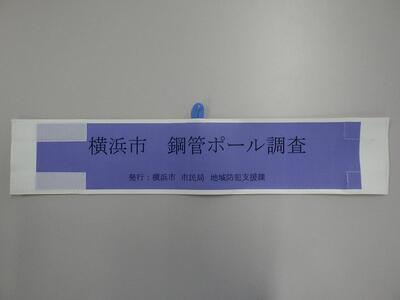 横浜市　鋼管ポール調査
発行：横浜市 市民局 地域防犯支援課